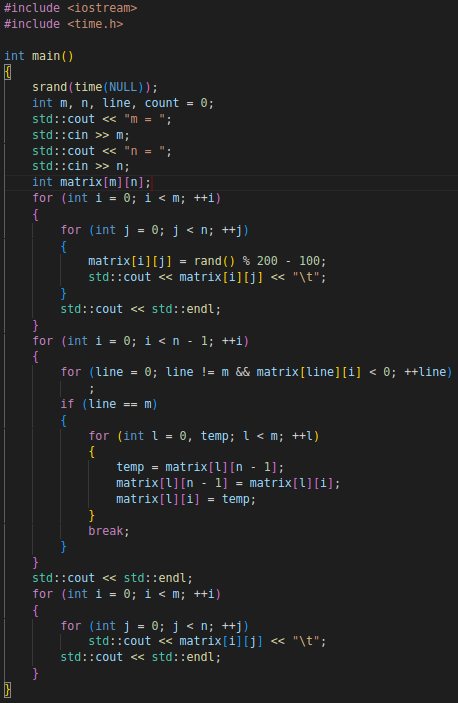 #include <iostream>
#include <time.h>

int main()
{
    srand(time(NULL));
    int m, n, line, count = 0;
    std::cout << "m = ";
    std::cin >> m;
    std::cout << "n = ";
    std::cin >> n;
    int matrix[m][n];
    for (int i = 0; i < m; ++i)
    {
        for (int j = 0; j < n; ++j)
        {
            matrix[i][j] = rand() % 200 - 100;
            std::cout << matrix[i][j] << "\t";
        }
        std::cout << std::endl;
    }
    for (int i = 0; i < n - 1; ++i)
    {
        for (line = 0; line != m && matrix[line][i] < 0; ++line)
            ;
        if (line == m)
        {
            for (int l = 0, temp; l < m; ++l)
            {
                temp = matrix[l][n - 1];
                matrix[l][n - 1] = matrix[l][i];
                matrix[l][i] = temp;
            }
            break;
        }
    }
    std::cout << std::endl;
    for (int i = 0; i < m; ++i)
    {
        for (int j = 0; j < n; ++j)
            std::cout << matrix[i][j] << "\t";
        std::cout << std::endl;
    }
}